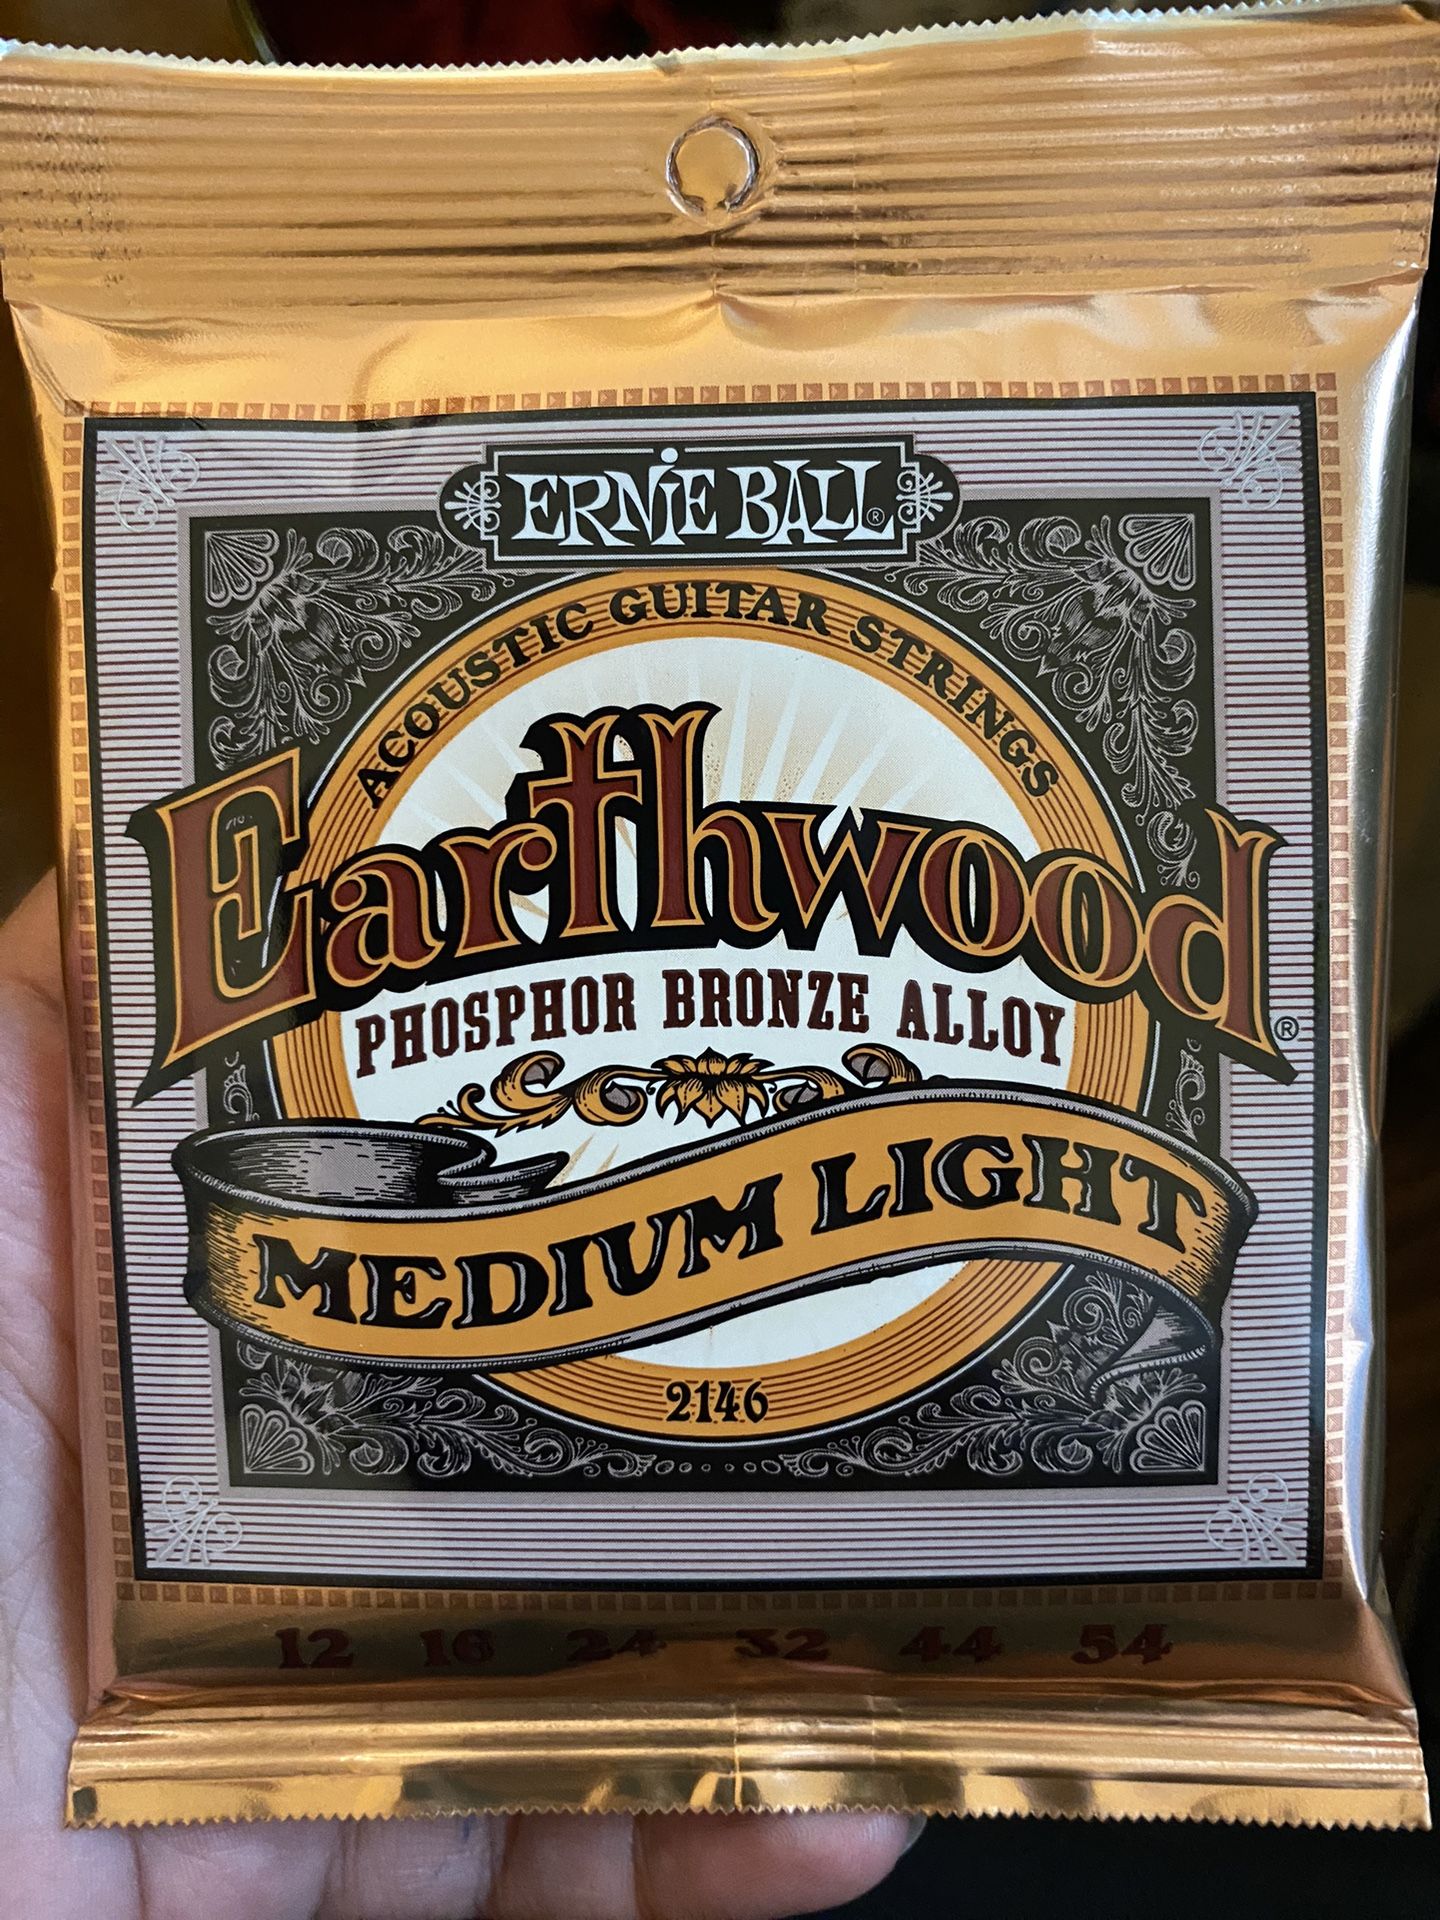 ERNiE BALL®
ACOUSTIC GUITAR STRINGS
Earthwood®
PHOSPHOR BRONZE ALLOY
MEDIUM LIGHT
2146
12 16 24 32 44 54